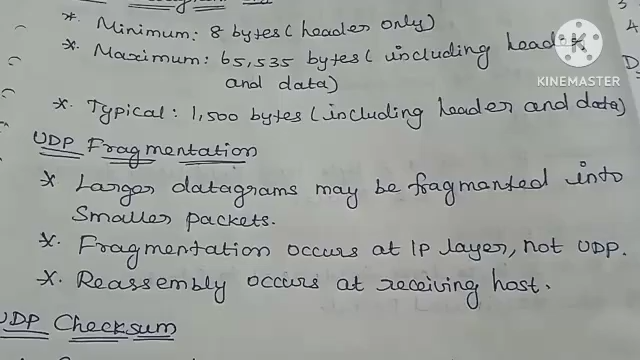 * Minimum: 8 bytes (header only)
* Maximum: 65,535 bytes (including header
and data)
* Typical: 1,500 bytes (including header and data)
UDP Fragmentation
* Larger datagrams may be fragmented into
Smaller packets.
* Fragmentation occurs at IP layer, not UDP.
* Reassembly occurs at receiving host.
UDP Checksum
KINEMASTER